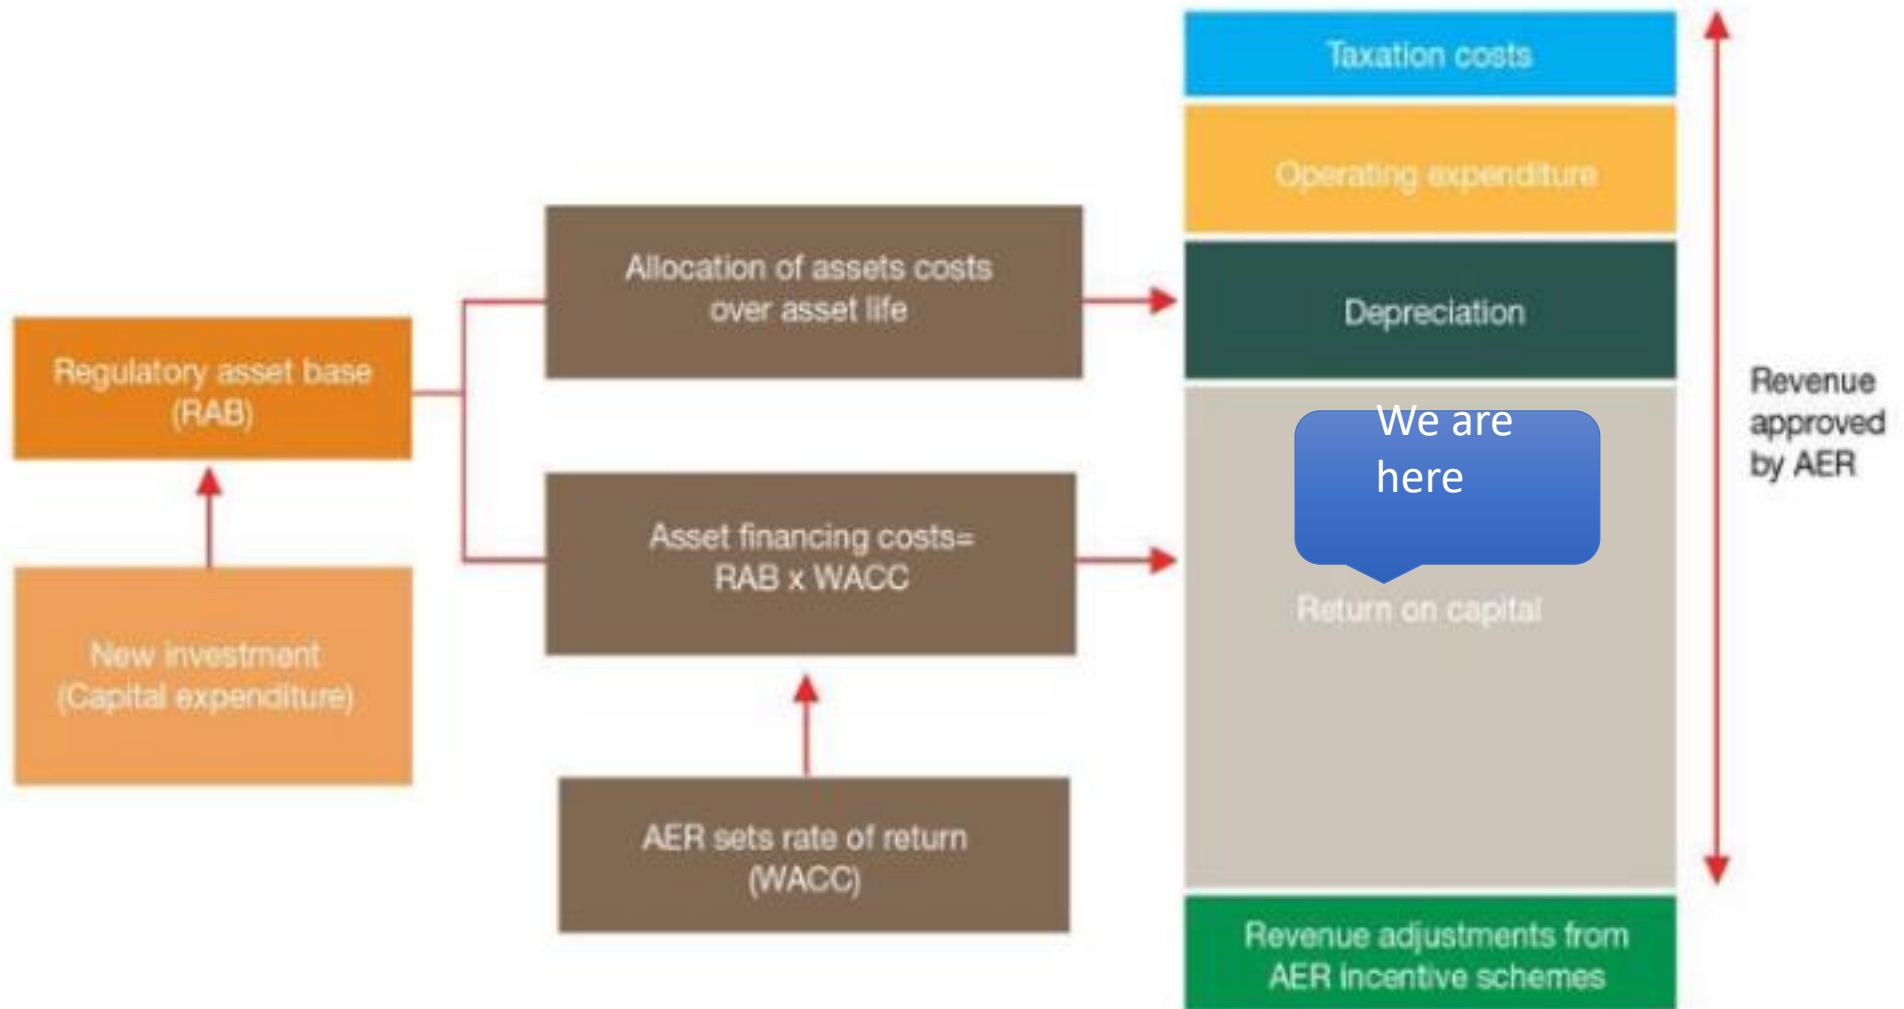 Taxation costs
Operating expenditure
Allocation of assets costs
over asset life
Depreciation
Regulatory asset base
(RAB)
We are
here
Revenue
approved
by AER
Asset financing costs=
RAB x WACC
Return on capital
New investment
(Capital expenditure)
AER sets rate of return
(WACC)
Revenue adjustments from
AER incentive schemes